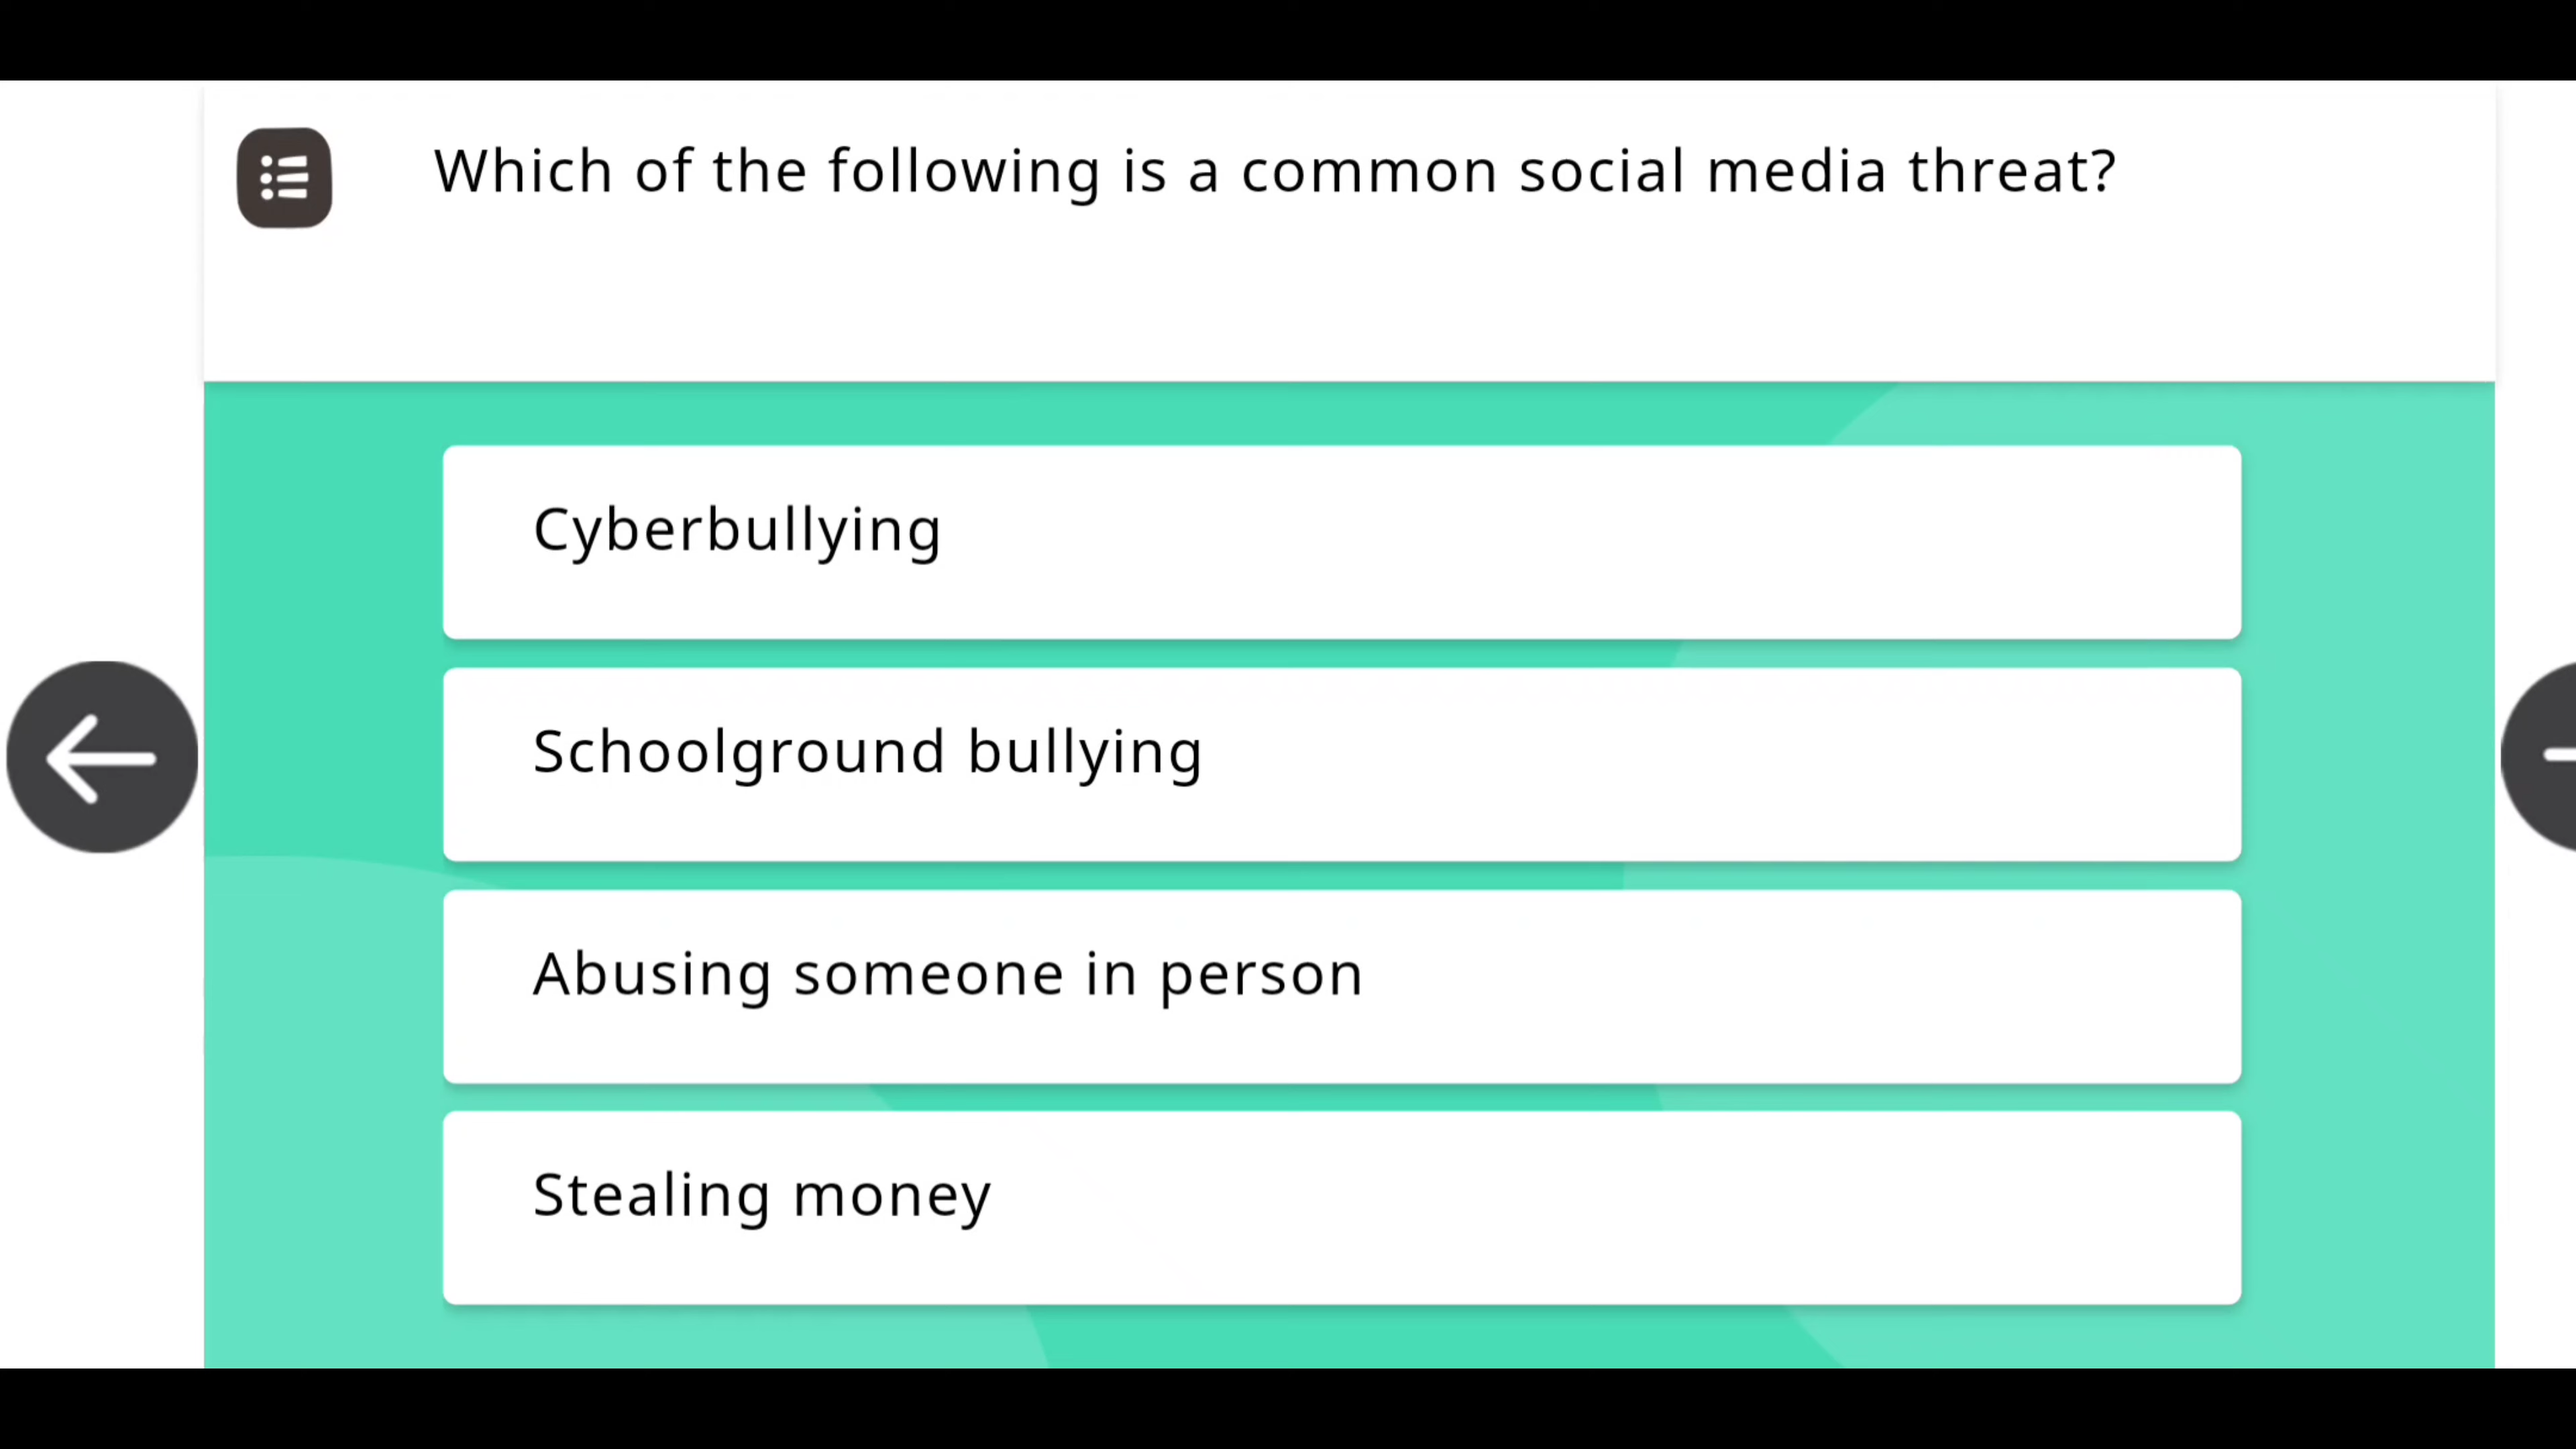 Which of the following is a common social media threat?
Cyberbullying
Schoolground bullying
Abusing someone in person
Stealing money